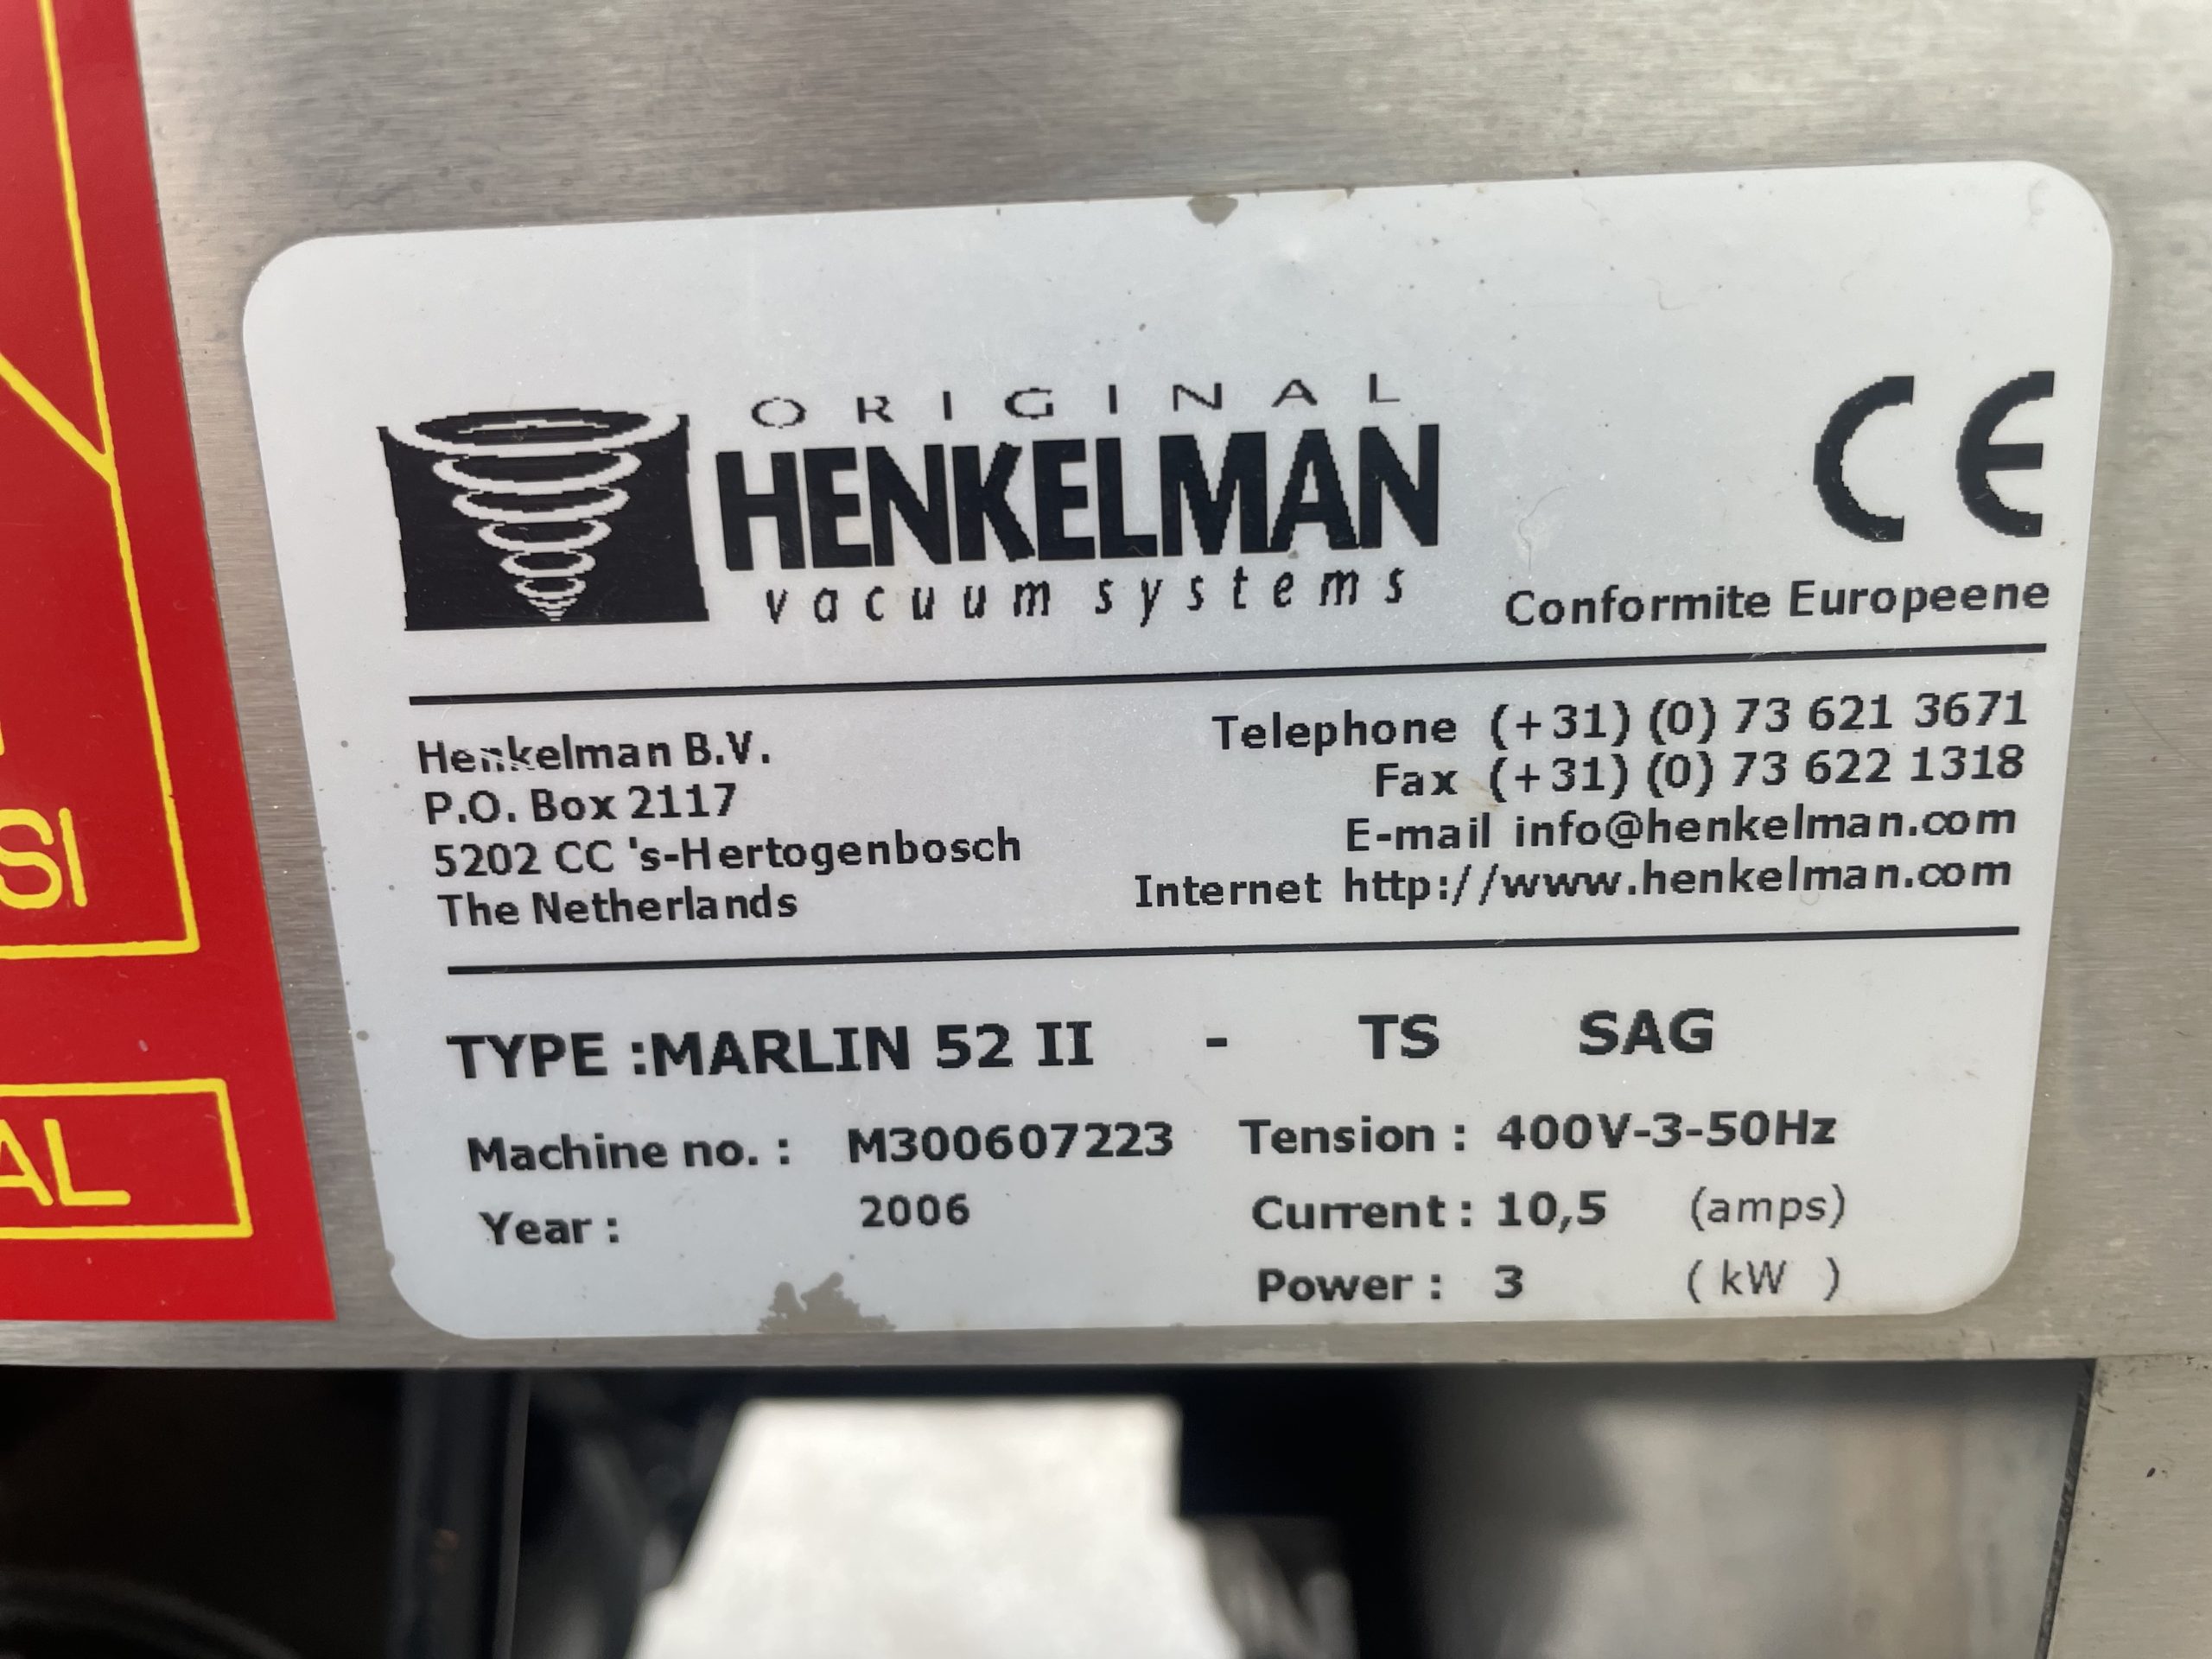 ORIGINAL
HENKELMAN
vacuum systems
CE
Conformite Europeene
Henkelman B.V.
P.O. Box 2117
5202 CC 's-Hertogenbosch
The Netherlands
Telephone (+31) (0) 73 621 3671
Fax (+31) (0) 73 622 1318
E-mail info@henkelman.com
Internet http://www.henkelman.com
TYPE :MARLIN 52 II - TS SAG
Machine no. : M300607223
Year : 2006
Tension : 400V-3-50Hz
Current : 10,5 (amps)
Power : 3 ( kW )